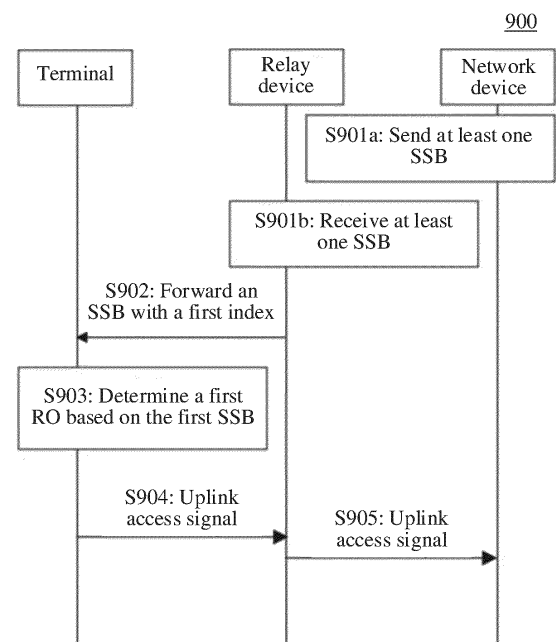 900
Terminal
Relay
device
Network
device
S901a: Send at least one
SSB
S901b: Receive at least
one SSB
S902: Forward an
SSB with a first index
S903: Determine a first
RO based on the first SSB
S904: Uplink
access signal
S905: Uplink
access signal